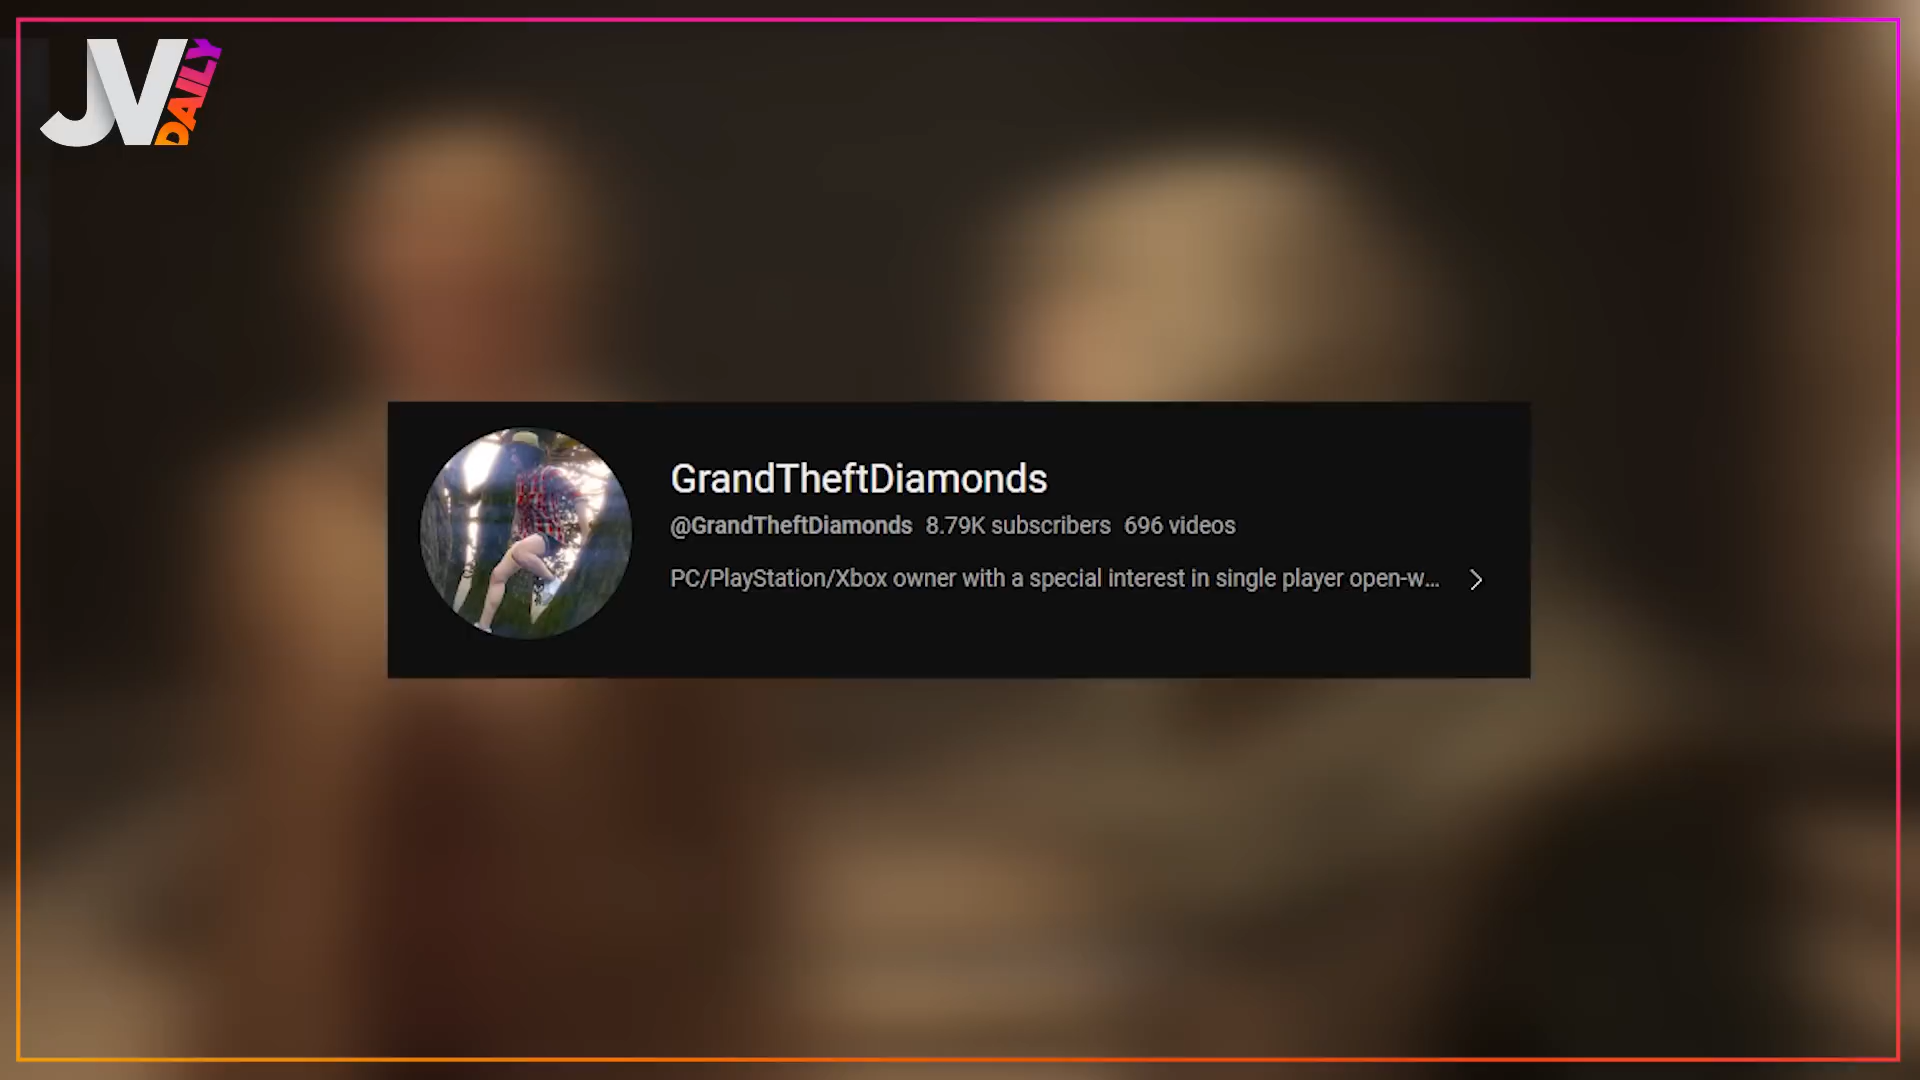 JV
DAILY
GrandTheftDiamonds
@GrandTheftDiamonds 8.79K subscribers 696 videos
PC/PlayStation/Xbox owner with a special interest in single player open-w...